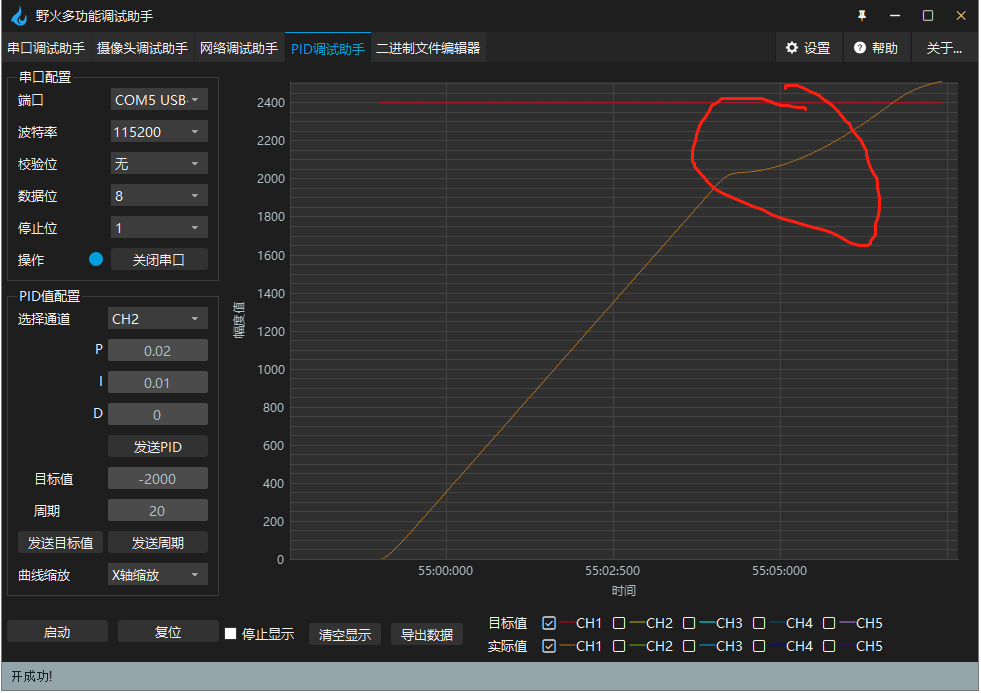 野火多功能调试助手
串口调试助手 摄像头调试助手 网络调试助手 PID调试助手 二进制文件编辑器 设置 帮助 关于...
串口配置
端口 COM5 USB-
波特率 115200
校验位 无
数据位 8
停止位 1
操作 关闭串口
PID值配置
选择通道 CH2
P 0.02
I 0.01
D 0
发送PID
目标值 -2000
周期 20
发送目标值 发送周期
曲线缩放 X轴缩放
启动 复位 停止显示 清空显示 导出数据
幅度值
2400
2200
2000
1800
1600
1400
1200
1000
800
600
400
200
0
55:00:000 55:02:500 55:05:000
时间
目标值 CH1 CH2 CH3 CH4 CH5
实际值 CH1 CH2 CH3 CH4 CH5
开成功!